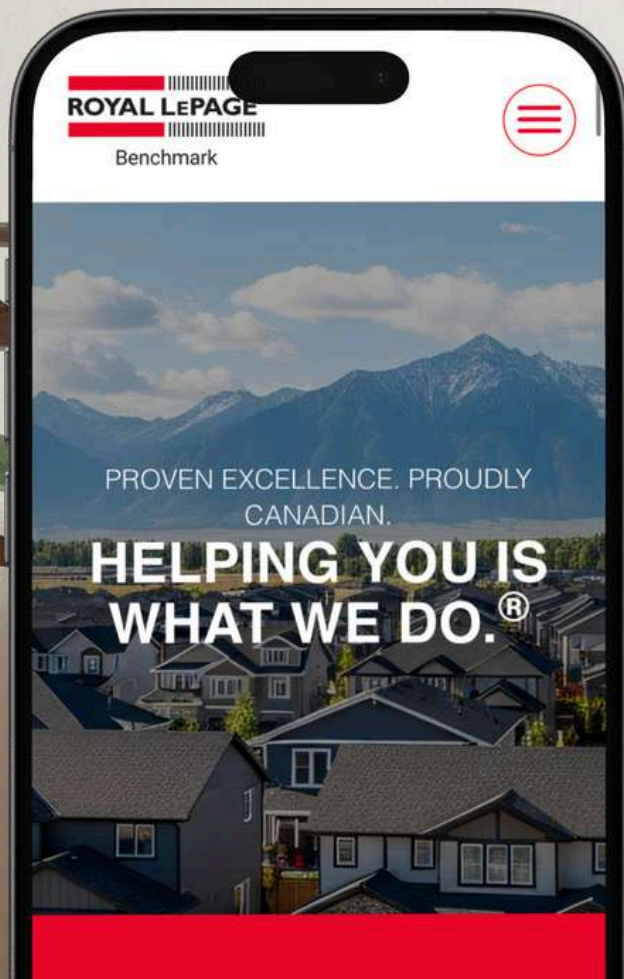 ROYAL LEPAGE
Benchmark
PROVEN EXCELLENCE. PROUDLY
CANADIAN.
HELPING YOU IS
WHAT WE DO.®